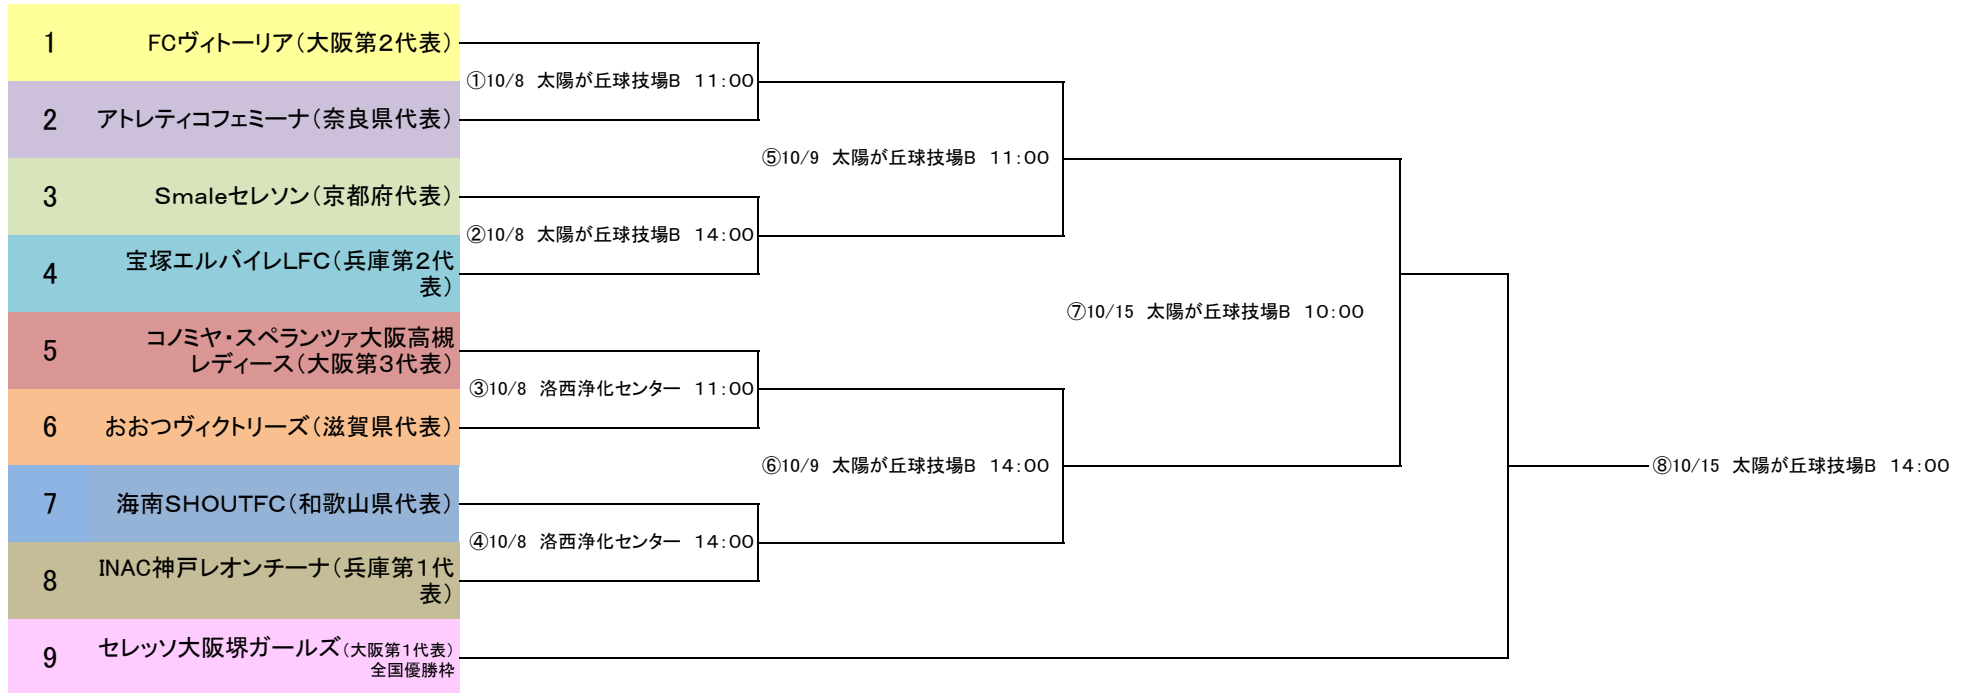 1 FCヴィトーリア(大阪第2代表)
①10/8 太陽が丘球技場B 11:00
2 アトレティコフェミーナ(奈良県代表)
⑤10/9 太陽が丘球技場B 11:00
3 Smaleセレソン(京都府代表)
②10/8 太陽が丘球技場B 14:00
4 宝塚エルバイレLFC(兵庫第2代
表)
⑦10/15 太陽が丘球技場B 10:00
5 コノミヤ・スペランツァ大阪高槻
レディース(大阪第3代表)
③10/8 洛西浄化センター 11:00
6 おおつヴィクトリーズ(滋賀県代表)
⑥10/9 太陽が丘球技場B 14:00
⑧10/15 太陽が丘球技場B 14:00
7 海南SHOUTFC(和歌山県代表)
④10/8 洛西浄化センター 14:00
8 INAC神戸レオンチーナ(兵庫第1代
表)
9 セレッソ大阪堺ガールズ(大阪第1代表)
全国優勝枠